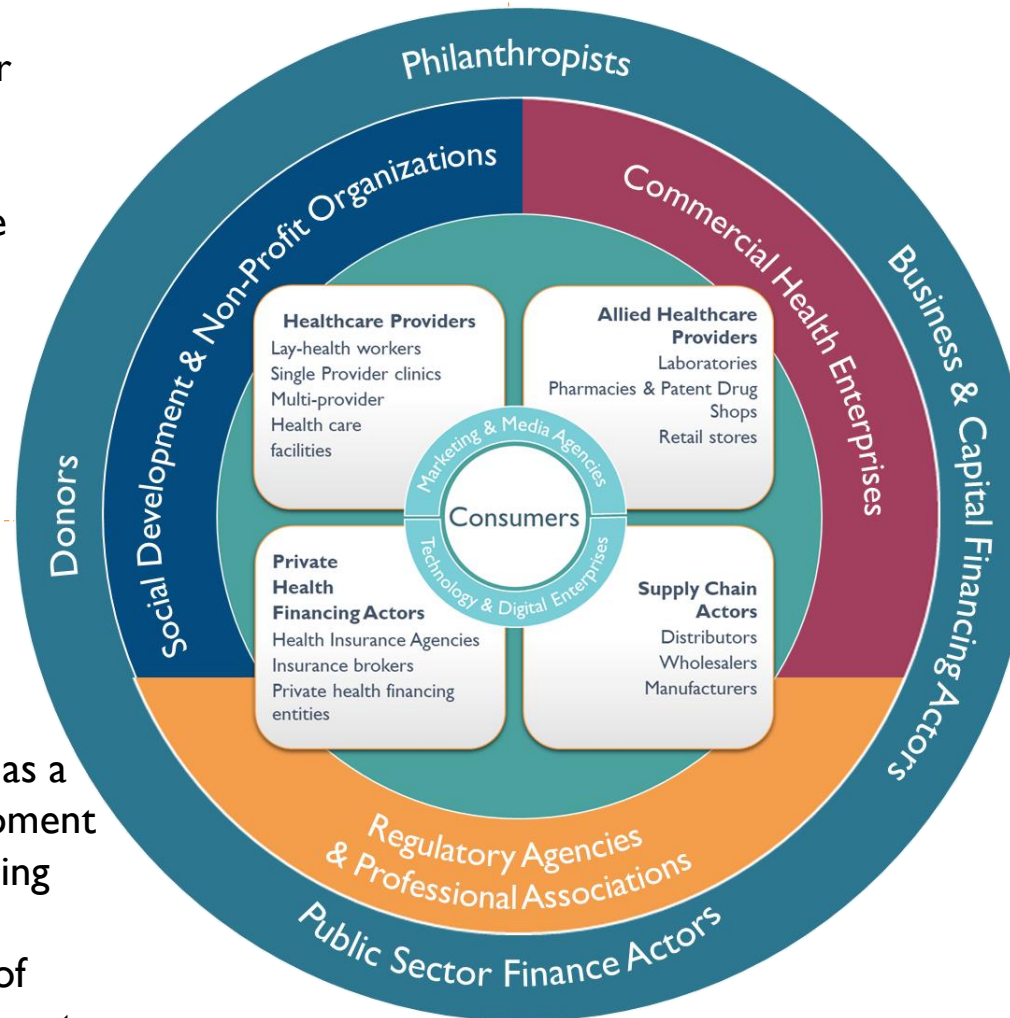 Philanthropists
Donors
Business & Capital Financing Actors
Public Sector Finance Actors
Social Development & Non-Profit Organizations
Commercial Health Enterprises
Regulatory Agencies
& Professional Associations
Healthcare Providers
Lay-health workers
Single Provider clinics
Multi-provider
Health care
facilities
Allied Healthcare
Providers
Laboratories
Pharmacies & Patent Drug
Shops
Retail stores
Marketing & Media Agencies
Consumers
Technology & Digital Enterprises
Private
Health
Financing Actors
Health Insurance Agencies
Insurance brokers
Private health financing
entities
Supply Chain
Actors
Distributors
Wholesalers
Manufacturers
as a
of